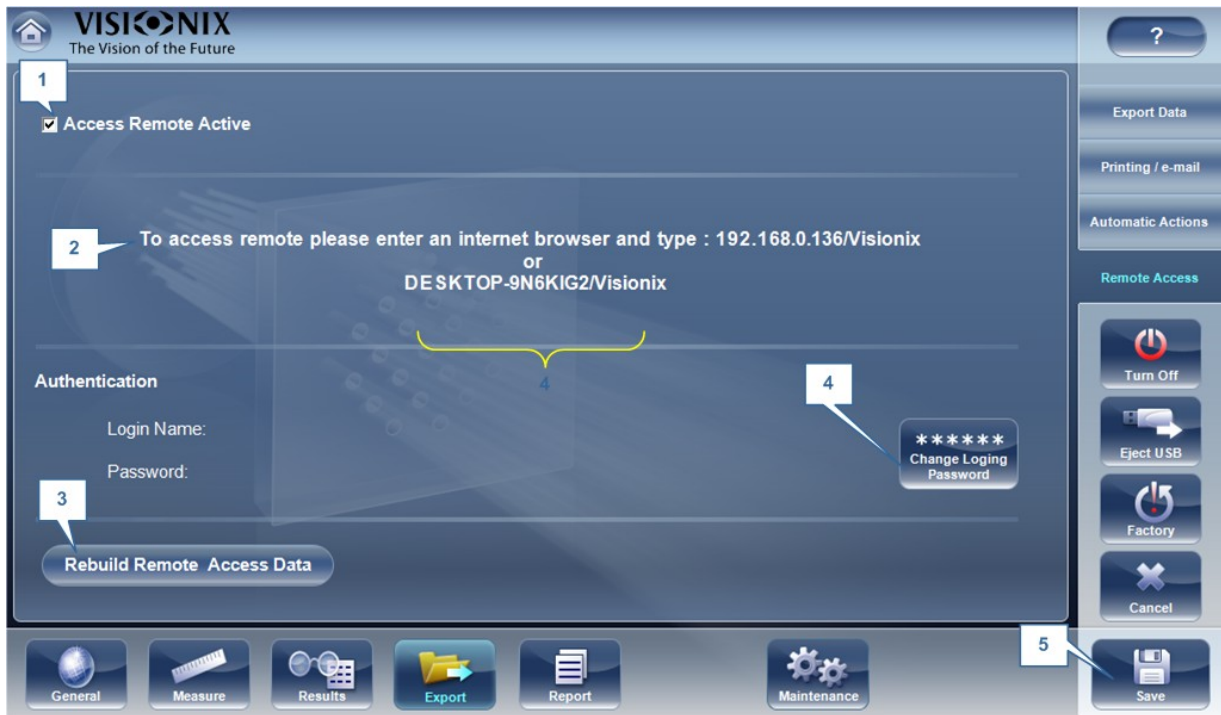 VISIONIX
The Vision of the Future
?
1
Access Remote Active
Export Data
Printing / e-mail
Automatic Actions
Remote Access
2
To access remote please enter an internet browser and type : 192.168.0.136/Visionix
or
DESKTOP-9N6KIG2/Visionix
4
Authentication
4
Login Name:
Password:
******
Change Loging
Password
3
Rebuild Remote Access Data
Turn Off
Eject USB
Factory
Cancel
5
General
Measure
Results
Export
Report
Maintenance
Save